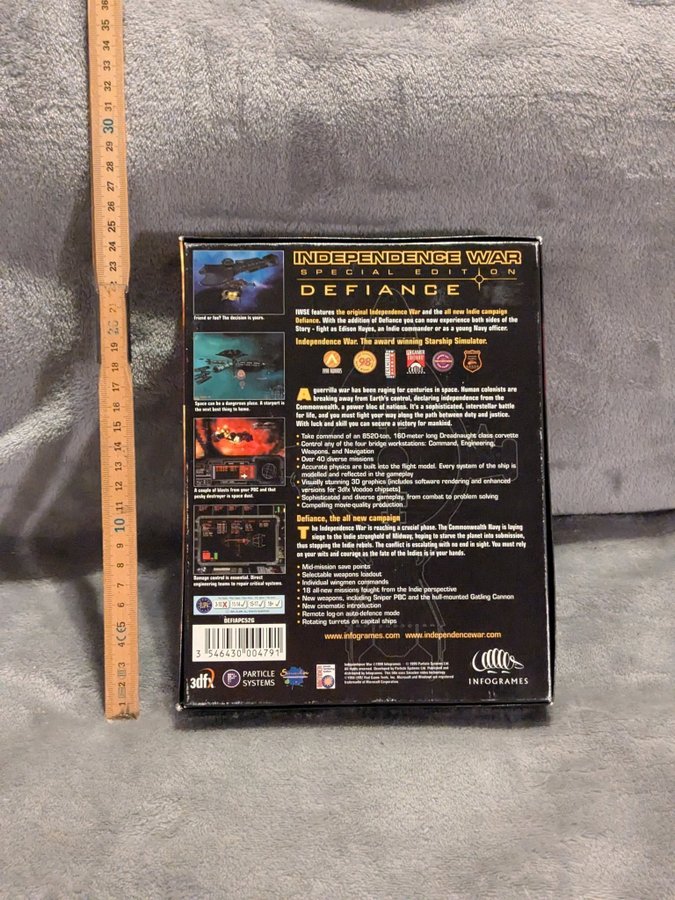 36
35
34
33
32
31
30
29
28
27
26
25
24
23
22
21
20
19
18
17
16
15
14
13
12
11
10
9
8
7
6
5
4
3
2
1
INDEPENDENCE WAR
SPECIAL EDITION
DEFIANCE
IWSE features the original Independence War and the all new Indie campaign
Defiance. With the addition of Defiance you can now experience both sides of the
Story - fight as Edison Hayes, an Indie commander or as a young Navy officer.
Independence War. The award winning Starship Simulator.
A guerrilla war has been raging for centuries in space. Human colonists are
breaking away from Earth's control, declaring independence from the
Commonwealth, a power bloc of nations. It's a sophisticated, interstellar battle
for life, and you must fight your way along the path between duty and justice.
With luck and skill you can secure a victory for mankind.
• Take command of an 8520-ton, 160-meter long Dreadnaught class corvette
• Control any of the four bridge workstations: Command, Engineering,
Weapons, and Navigation
• Over 40 diverse missions
• Accurate physics are built into the flight model. Every system of the ship is
modelled and reflected in the gameplay
• Visually stunning 3D graphics (includes software rendering and enhanced
versions for 3dfx Voodoo chipsets)
• Sophisticated and diverse gameplay, from combat to problem solving
• Compelling movie-quality production
Defiance, the all new campaign
The Independence War is reaching a crucial phase. The Commonwealth Navy is laying
siege to the Indie stronghold of Midway, hoping to starve the planet into submission,
thus stopping the Indie rebels. The conflict is escalating with no end in sight. You must rely
on your wits and courage as the fate of the Indies is in your hands.
• Mid-mission save points
• Selectable weapons loadout
• Individual wingmen commands
• 18 all-new missions fought from the Indie perspective
• New weapons, including Sniper PBC and the hull-mounted Gatling Cannon
• New cinematic introduction
• Remote log-on auto-defence mode
• Rotating turrets on capital ships
www.infogrames.com www.independencewar.com
Friend or foe? The decision is yours.
Space can be a dangerous place. A starport is
the next best thing to home.
A couple of blasts from your PBC and that
pesky destroyer is space dust.
Damage control is essential. Direct
engineering teams to repair critical systems.
3-10 11-14 15-17 18+
DEFIAPCS2G
3 546430 004791
3dfx
PARTICLE
SYSTEMS
INFOGRAMES